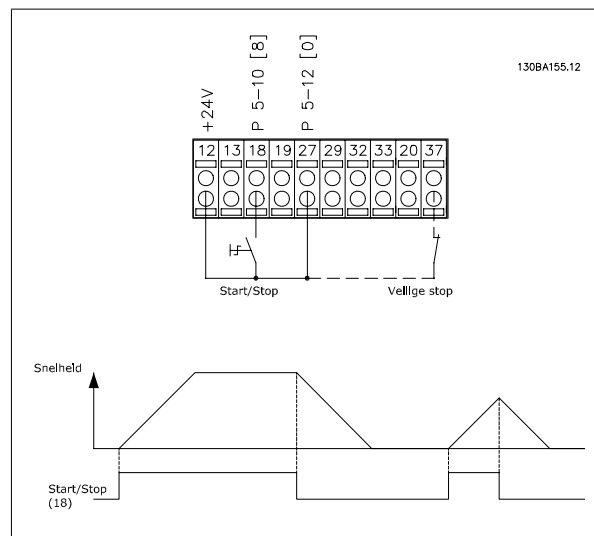 130BA155.12
+24V
P 5-10 [8]
P 5-12 [0]
12 13 18 19 27 29 32 33 20 37
Start/Stop
Veilige stop
Snelheid
Start/Stop
(18)